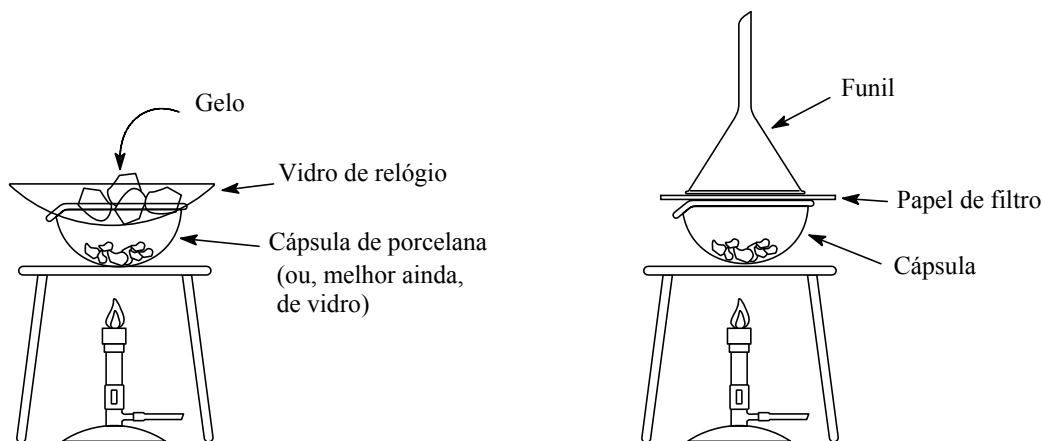 Gelo
Vidro de relógio
Cápsula de porcelana
(ou, melhor ainda,
de vidro)
Funil
Papel de filtro
Cápsula